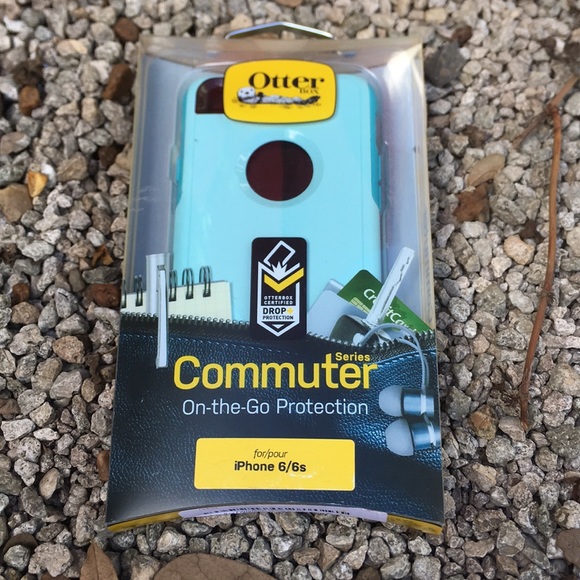 Otter
BOX
OTTERBOX
CERTIFIED
DROP+
PROTECTION
Series
Commuter
On-the-Go Protection
for/pour
iPhone 6/6s